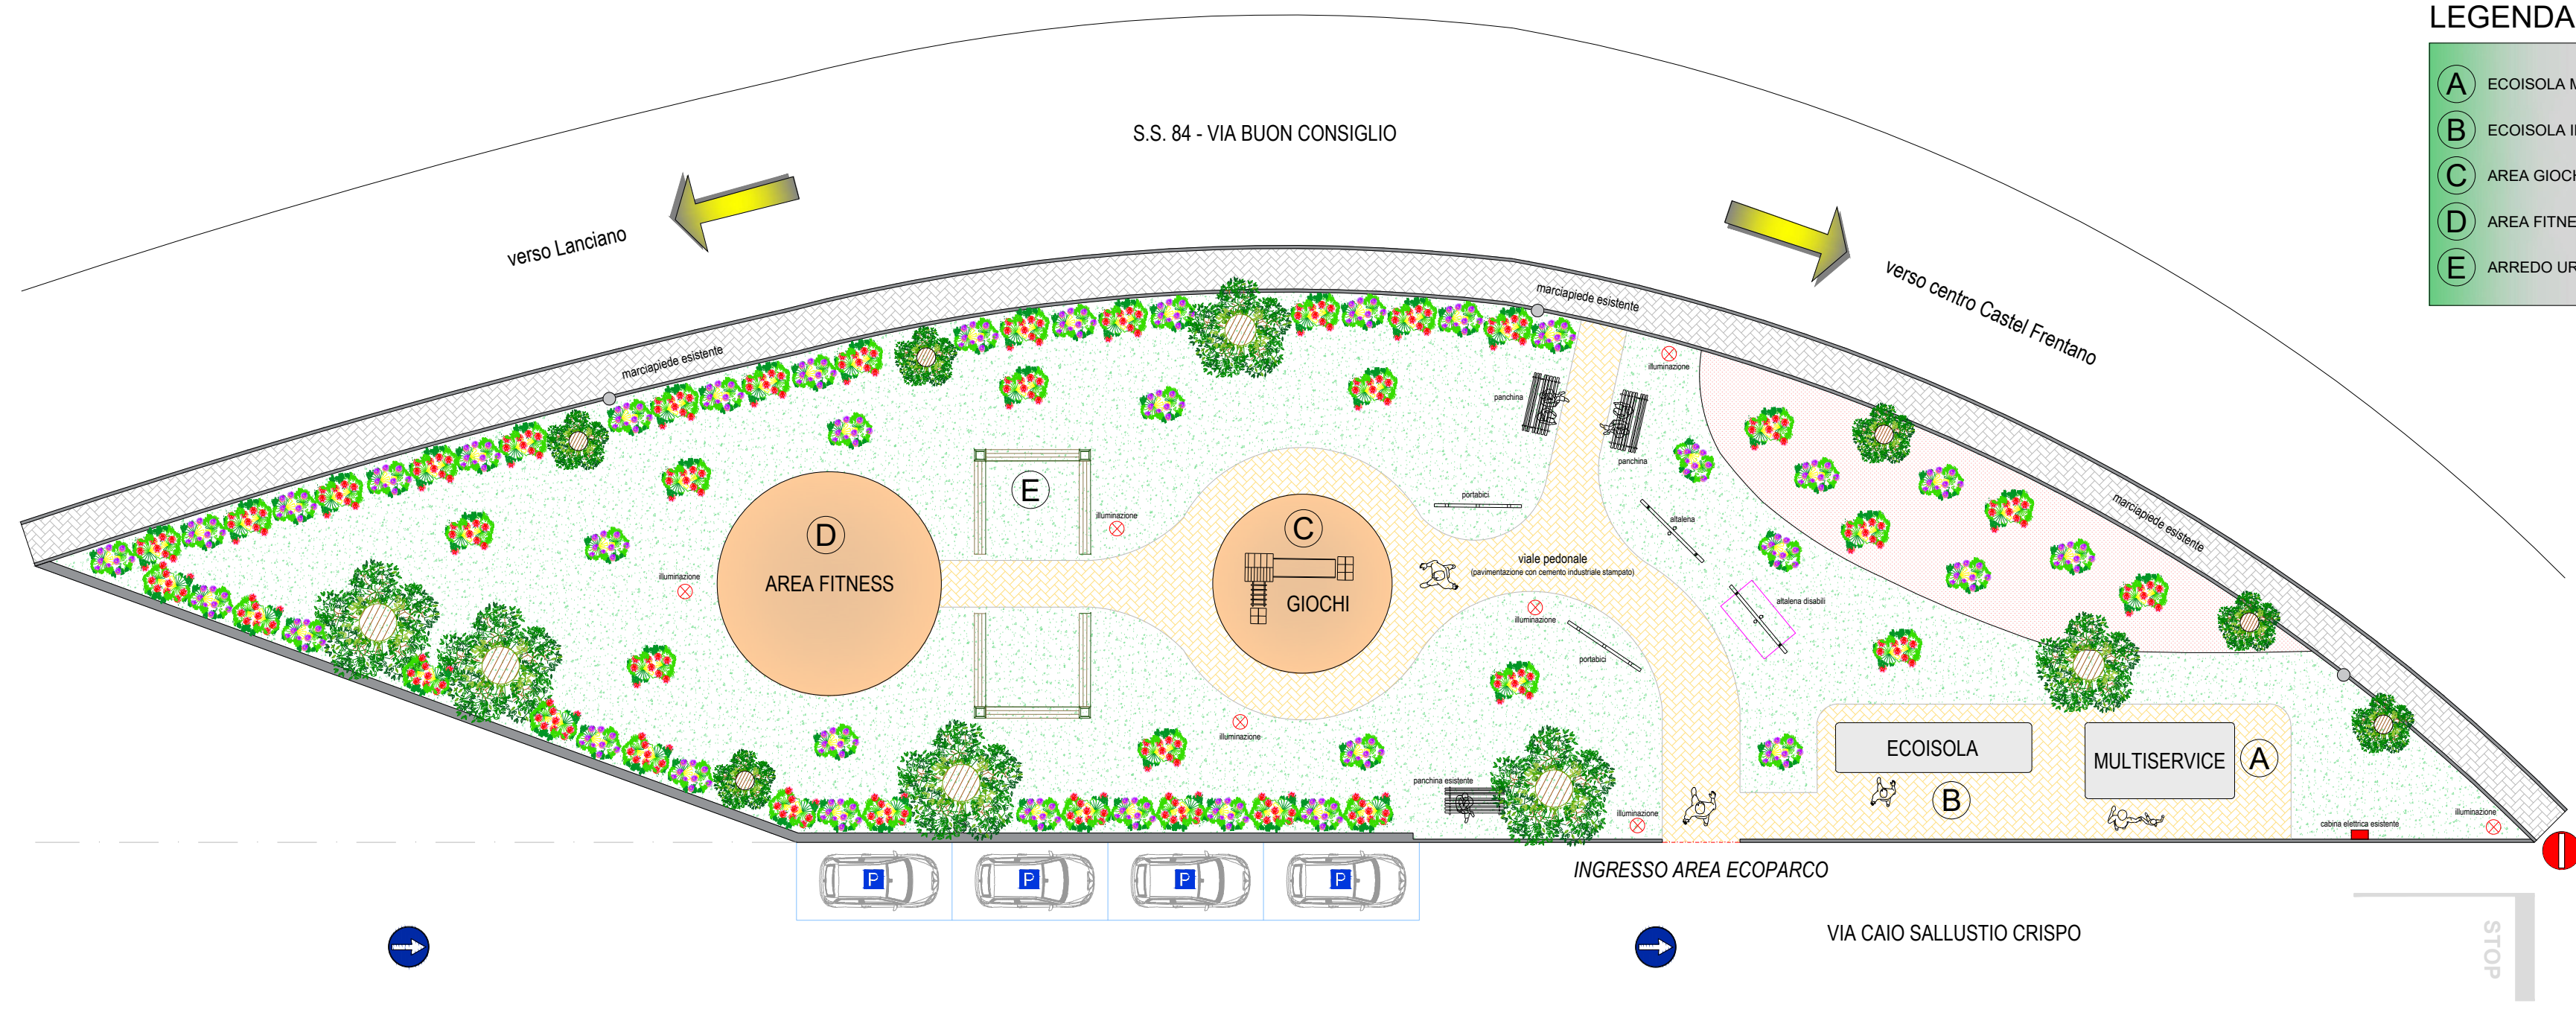 LEGENDA
A ECOISOLA
B ECOISOLA
C AREA
D AREA
E ARREDO
S.S. 84 - VIA BUON CONSIGLIO
verso Lanciano
verso centro Castel Frentano
marciapiede esistente
marciapiede esistente
marciapiede esistente
illuminazione
panchina
panchina
E
portabici
illuminazione
altalena
D
AREA FITNESS
C
GIOCHI
viale pedonale
(pavimentazione con cemento industriale stampato)
illuminazione
altalena disabili
illuminazione
portabici
illuminazione
ECOISOLA
MULTISERVICE
A
B
panchina esistente
illuminazione
cabina elettrica esistente
illuminazione
INGRESSO AREA ECOPARCO
P
P
P
P
VIA CAIO SALLUSTIO CRISPO
STOP